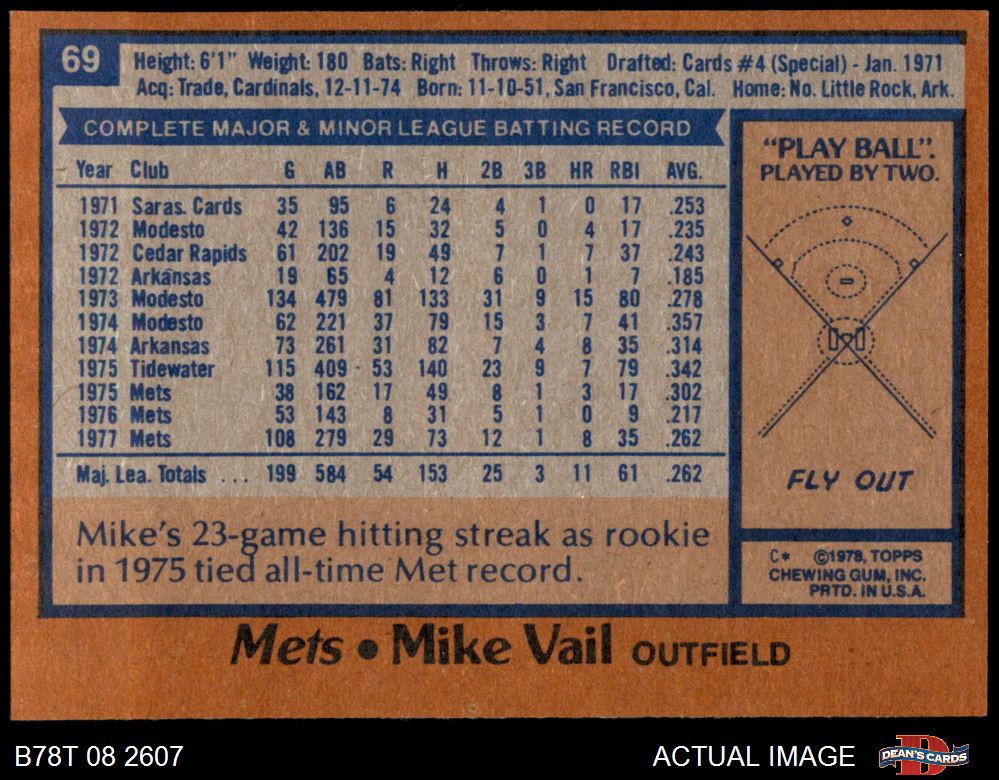 69
Height: 6'1" Weight: 180 Bats: Right Throws: Right Drafted: Cards #4 (Special) - Jan. 1971
Acq: Trade, Cardinals, 12-11-74 Born: 11-10-51, San Francisco, Cal. Home: No. Little Rock, Ark.
COMPLETE MAJOR & MINOR LEAGUE BATTING RECORD
Year Club G AB R H 2B 3B HR RBI AVG.
1971 Saras. Cards 35 95 6 24 4 1 0 17 .253
1972 Modesto 42 136 15 32 5 0 4 17 .235
1972 Cedar Rapids 61 202 19 49 7 1 7 37 .243
1972 Arkansas 19 65 4 12 6 0 1 7 .185
1973 Modesto 134 479 81 133 31 9 15 80 .278
1974 Modesto 62 221 37 79 15 3 7 41 .357
1974 Arkansas 73 261 31 82 7 4 8 35 .314
1975 Tidewater 115 409 53 140 23 9 7 79 .342
1975 Mets 38 162 17 49 8 1 3 17 .302
1976 Mets 53 143 8 31 5 1 0 9 .217
1977 Mets 108 279 29 73 12 1 8 35 .262
Maj. Lea. Totals ... 199 584 54 153 25 3 11 61 .262
Mike's 23-game hitting streak as rookie
in 1975 tied all-time Met record.
"PLAY BALL".
PLAYED BY TWO.
FLY OUT
C* ©1978, TOPPS
CHEWING GUM, INC.
PRTD. IN U.S.A.
Mets • Mike Vail OUTFIELD
B78T 08 2607
ACTUAL IMAGE
D
DEAN'S CARDS